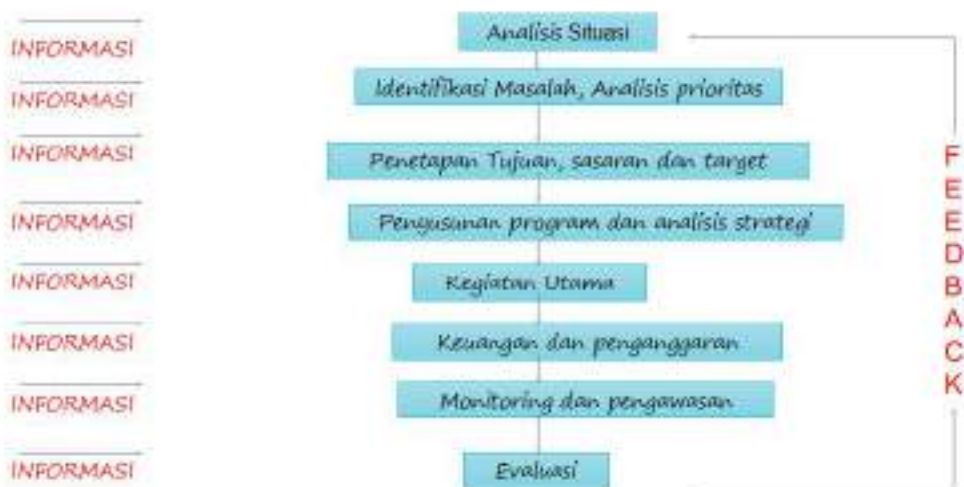 Analisis Situasi
INFORMASI
Identifikasi Masalah, Analisis prioritas
INFORMASI
INFORMASI
Penetapan Tujuan, sasaran dan target
INFORMASI
Penyusunan program dan analisis strategi
INFORMASI
Kegiatan Utama
INFORMASI
Keuangan dan penganggaran
INFORMASI
Monitoring dan pengawasan
INFORMASI
Evaluasi
FEEDBACK